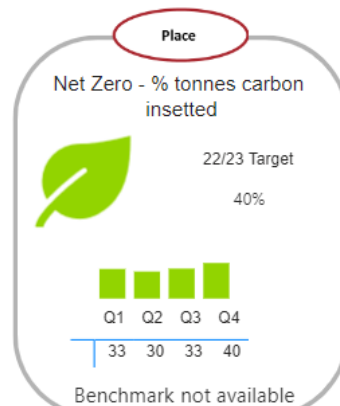 Place
Net Zero - % tonnes carbon
insetted
22/23 Target
40%
Q1 Q2 Q3 Q4
33 30 33 40
Benchmark not available